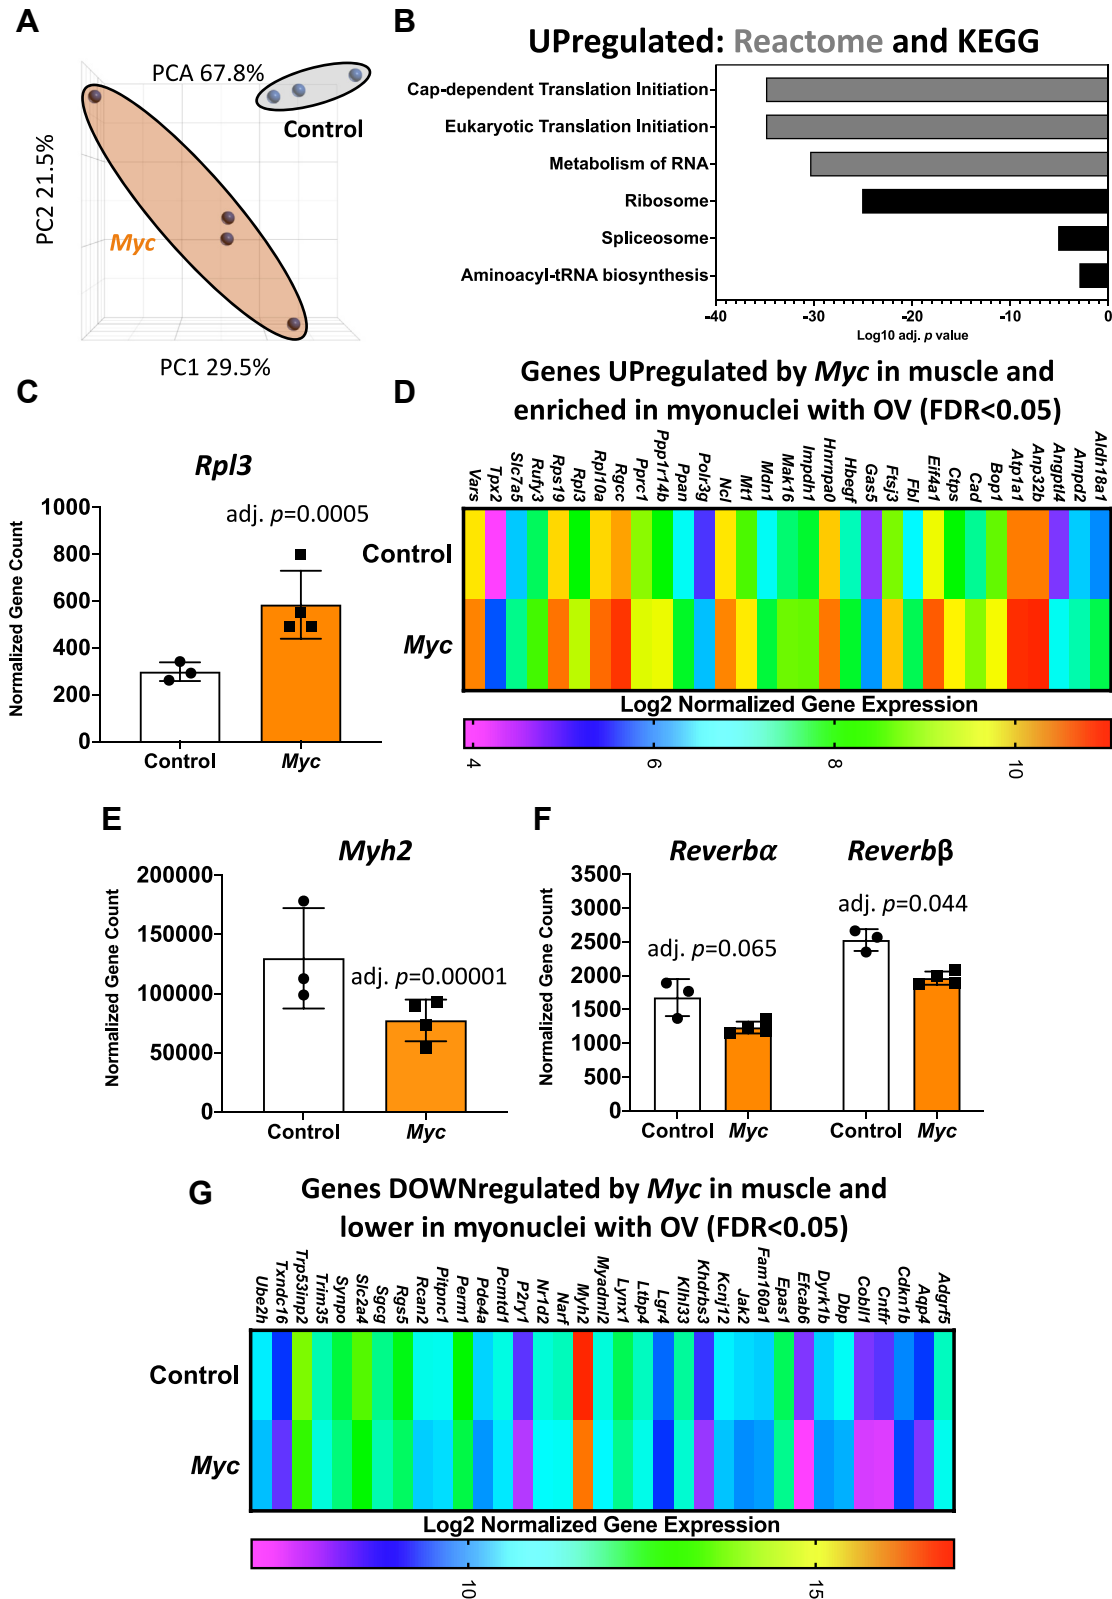 A
PCA 67.8%
Control
Myc
PC2 21.5%
PC1 29.5%
B
UPregulated: Reactome and KEGG
Cap-dependent Translation Initiation
Eukaryotic Translation Initiation
Metabolism of RNA
Ribosome
Spliceosome
Aminoacyl-tRNA biosynthesis
-40 -30 -20 -10 0
Log10 adj. p value
C
Rpl3
adj. p=0.0005
Normalized Gene Count
1000
800
600
400
200
0
Control Myc
D
Genes UPregulated by Myc in muscle and
enriched in myonuclei with OV (FDR<0.05)
Vars Tpx2 Slc7a5 Rufy3 Rps19 Rpl3 Rpl10a Rgcc Pprc1 Ppp1r14b Ppan Polr3g Ncl Mt1 Mdn1 Mak16 Impdh1 Hnrnpa0 Hbegf Gas5 Ftsj3 Fbl Eif4a1 Ctps Cad Bop1 Atp1a1 Anp32b Angptl4 Ampd2 Aldh18a1
Control
Myc
Log2 Normalized Gene Expression
4 6 8 10
E
Myh2
adj. p=0.00001
Normalized Gene Count
200000
150000
100000
50000
0
Control Myc
F
Reverbα Reverbβ
adj. p=0.065
adj. p=0.044
Normalized Gene Count
3500
3000
2500
2000
1500
1000
500
0
Control Myc Control Myc
G
Genes DOWNregulated by Myc in muscle and
lower in myonuclei with OV (FDR<0.05)
Ube2h Txndc16 Trp53inp2 Trim35 Synpo Slc2a4 Sgcg Rgs5 Rcan2 Pitpnc1 Perm1 Pde4a Pcmtd1 P2ry1 Nr1d2 Narf Myh2 Myadml2 Lynx1 Ltbp4 Lgr4 Klhl33 Khdrbs3 Kcnj12 Jak2 Fam160a1 Epas1 Efcab6 Dyrk1b Dbp Cobll1 Cntfr Cdkn1b Aqp4 Adgrf5
Control
Myc
Log2 Normalized Gene Expression
10 15